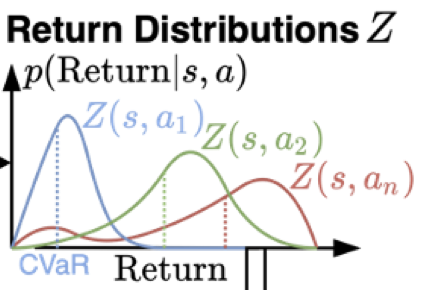 Return Distributions Z
p(Return|s, a)
Z(s, a₁)
Z(s, a₂)
Z(s, aₙ)
CVaR
Return